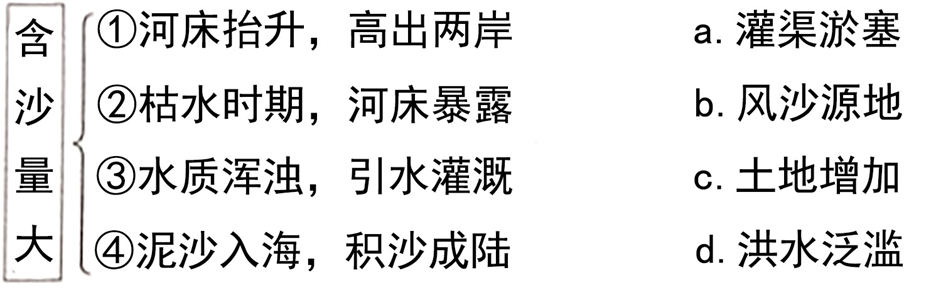 含沙量大
①河床抬升，高出两岸 a. 灌渠淤塞
②枯水时期，河床暴露 b. 风沙源地
③水质浑浊，引水灌溉 c. 土地增加
④泥沙入海，积沙成陆 d. 洪水泛滥